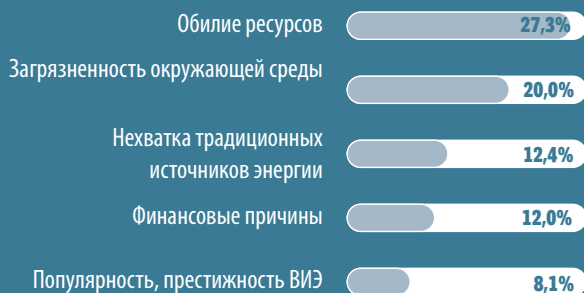 Обилие ресурсов 27,3%
Загрязненность окружающей среды
20,0%
Нехватка традиционных
источников энергии
12,4%
Финансовые причины 12,0%
Популярность, престижность ВИЭ 8,1%